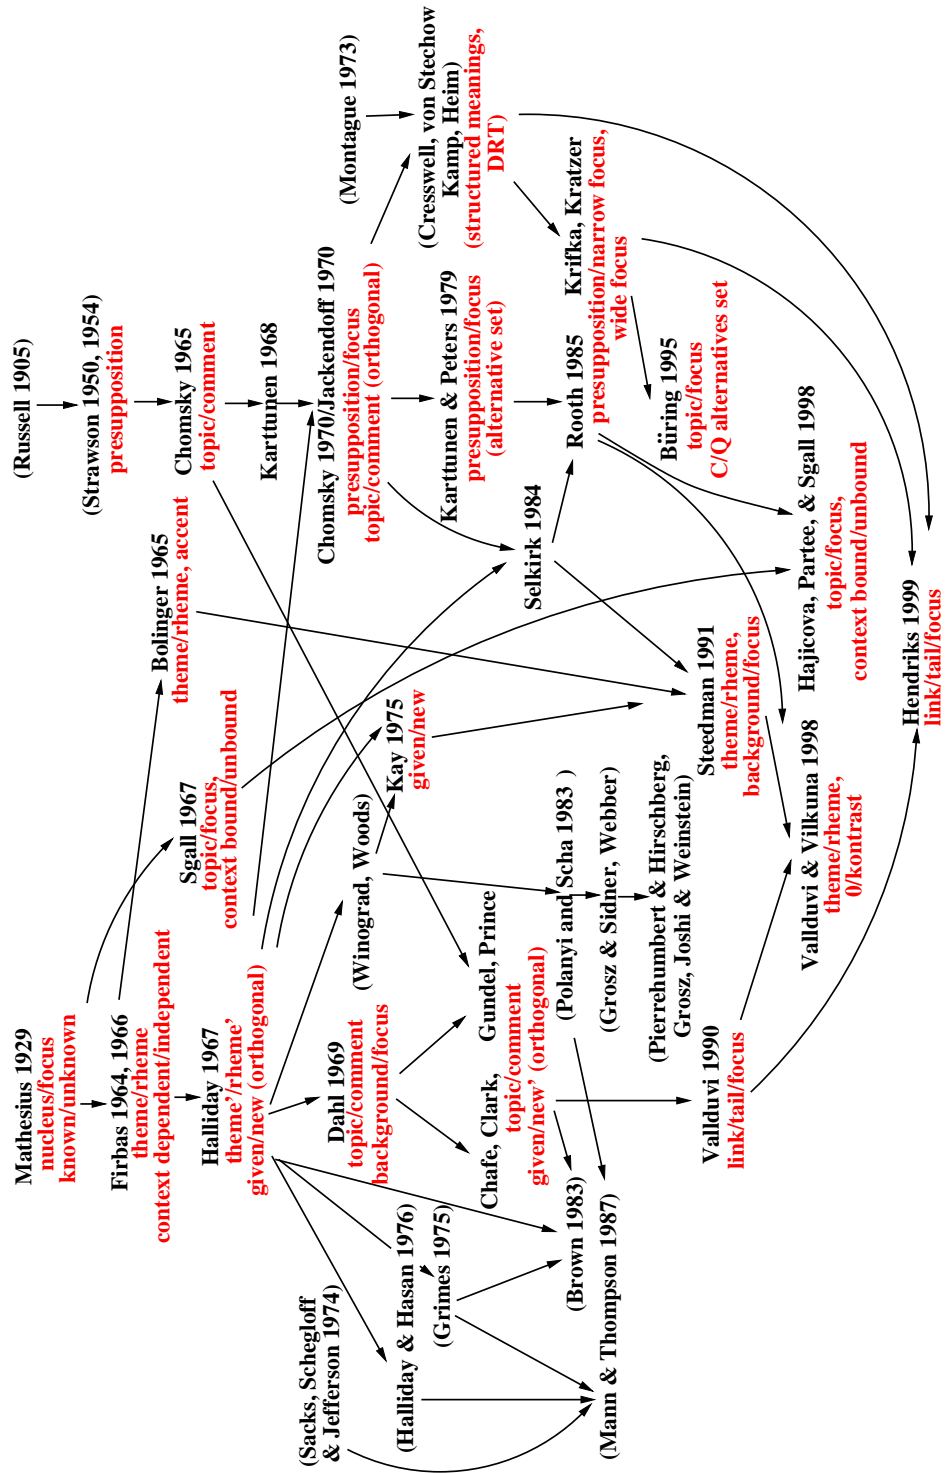 (Russell 1905)
(Strawson 1950, 1954)
presupposition
Mathesius 1929
nucleus/focus
known/unknown
Firbas 1964, 1966
theme/rheme
context dependent/independent
Bolinger 1965
theme/rheme, accent
Chomsky 1965
topic/comment
Sgall 1967
topic/focus,
context bound/unbound
Halliday 1967
theme'/rheme'
given/new (orthogonal)
Karttunen 1968
(Sacks, Schegloff
& Jefferson 1974)
Dahl 1969
topic/comment
background/focus
(Winograd, Woods)
Kay 1975
given/new
Chomsky 1970/Jackendoff 1970
presupposition/focus
topic/comment (orthogonal)
(Montague 1973)
(Halliday & Hasan 1976)
(Grimes 1975)
Karttunen & Peters 1979
presupposition/focus
(alternative set)
(Cresswell, von Stechow
Kamp, Heim)
(structured meanings,
DRT)
Chafe, Clark,
Gundel, Prince
topic/comment
given/new' (orthogonal)
Selkirk 1984
(Brown 1983)
(Polanyi and Scha 1983 )
Rooth 1985
Krifka, Kratzer
presupposition/narrow focus,
wide focus
(Mann & Thompson 1987)
(Grosz & Sidner, Webber)
(Pierrehumbert & Hirschberg,
Grosz, Joshi & Weinstein)
Büring 1995
topic/focus
C/Q alternatives set
Vallduvi 1990
link/tail/focus
Steedman 1991
theme/rheme,
background/focus
Vallduvi & Vilkuna 1998
theme/rheme,
0/kontrast
Hajicova, Partee, & Sgall 1998
topic/focus,
context bound/unbound
Hendriks 1999
link/tail/focus